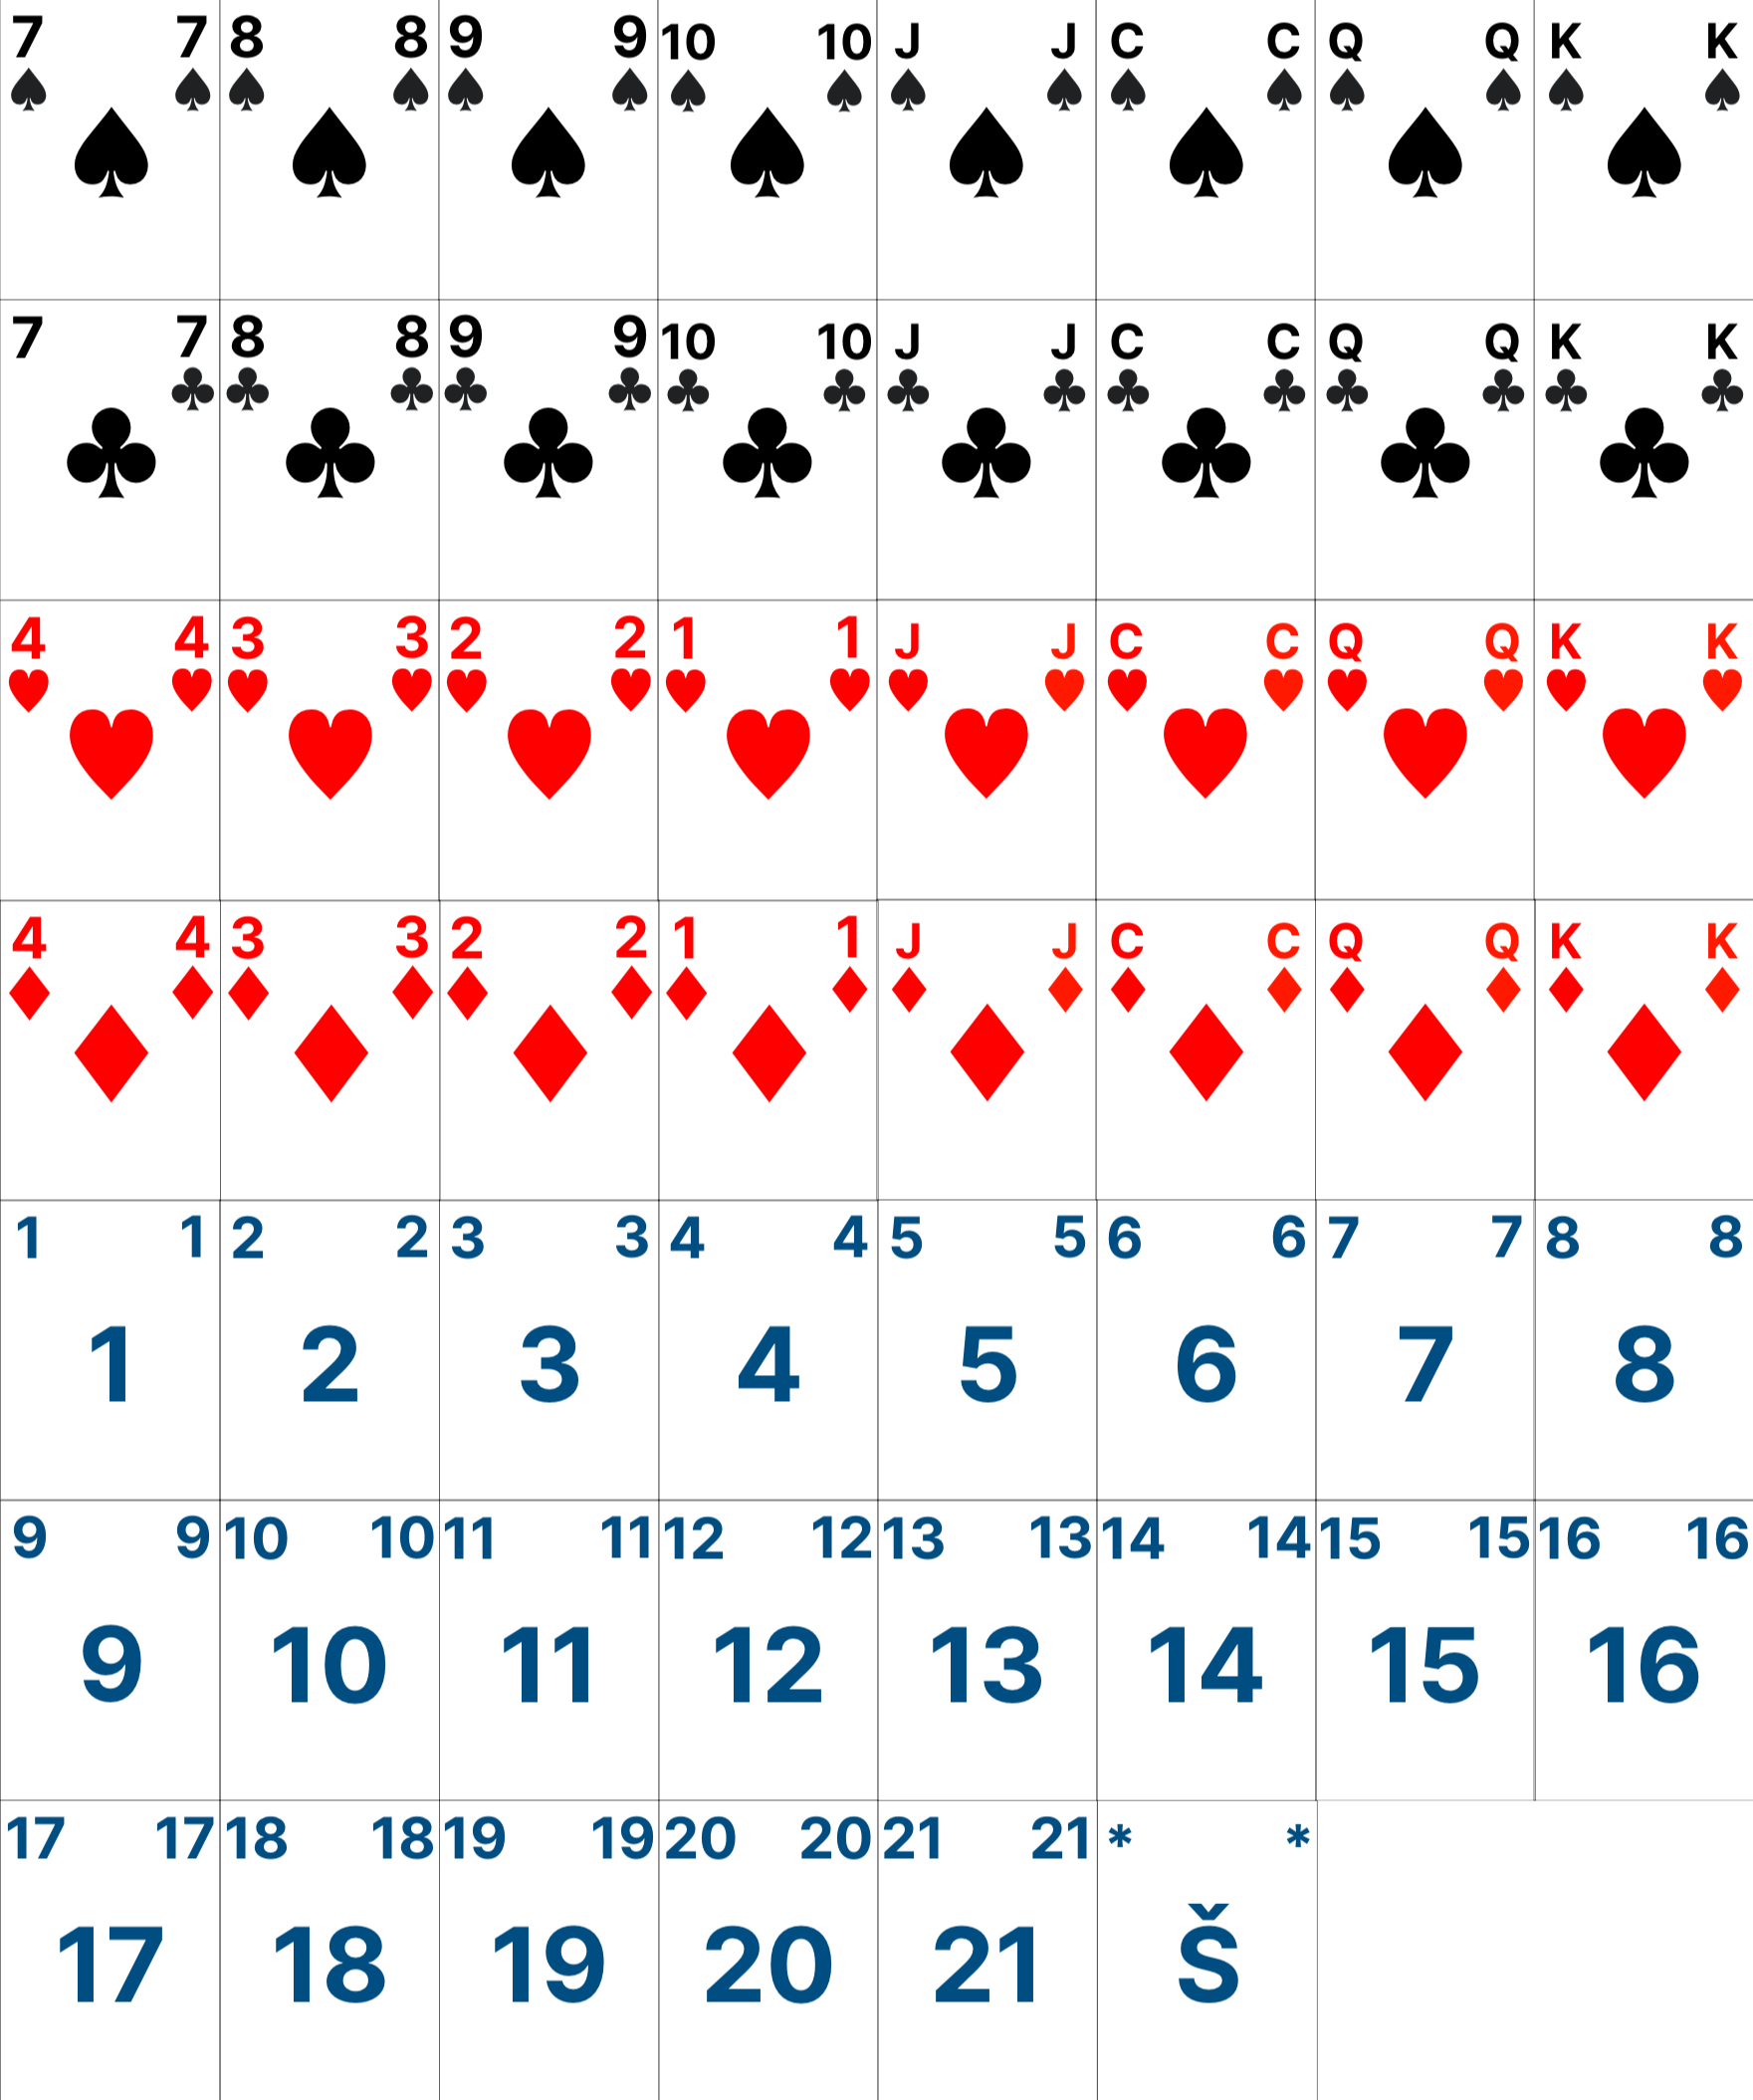 7 7 8 8 9 9 10 10 J J C C Q Q K K
7 7 8 8 9 9 10 10 J J C C Q Q K K
4 4 3 3 2 2 1 1 J J C C Q Q K K
4 4 3 3 2 2 1 1 J J C C Q Q K K
1 1 2 2 3 3 4 4 5 5 6 6 7 7 8 8
1 2 3 4 5 6 7 8
9 9 10 10 11 11 12 12 13 13 14 14 15 15 16 16
9 10 11 12 13 14 15 16
17 17 18 18 19 19 20 20 21 21 * *
17 18 19 20 21 Š